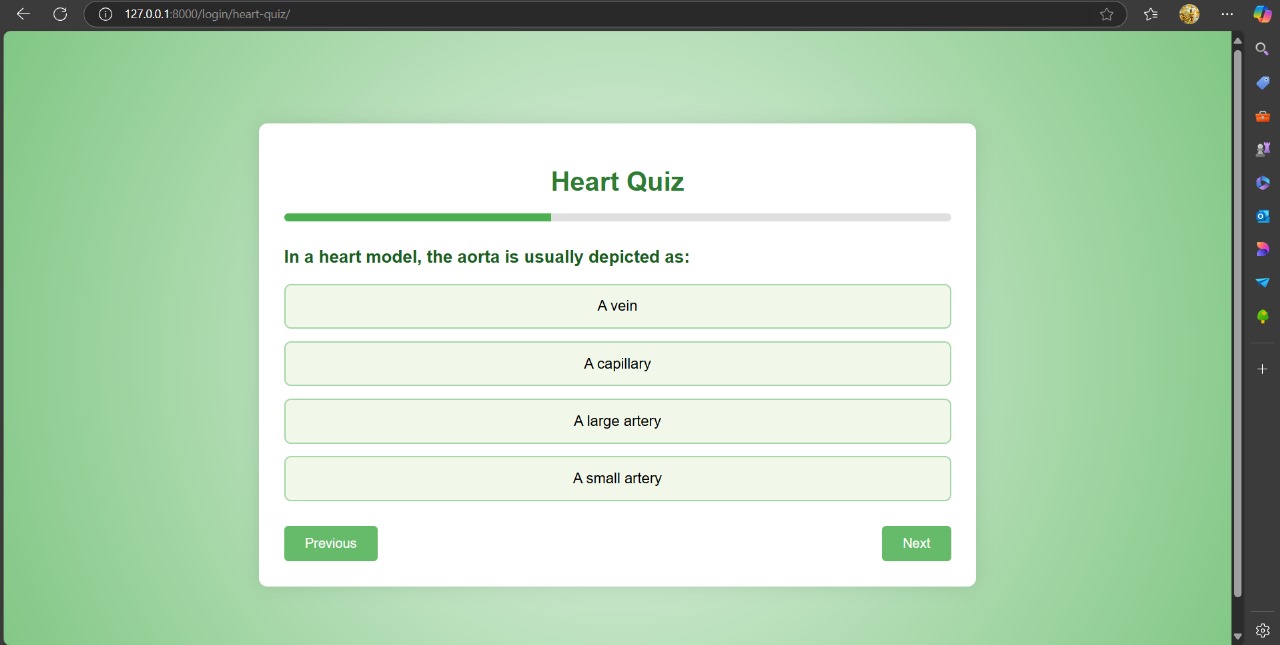 127.0.0.1:8000/login/heart-quiz/
Heart Quiz
In a heart model, the aorta is usually depicted as:
A vein
A capillary
A large artery
A small artery
Previous
Next